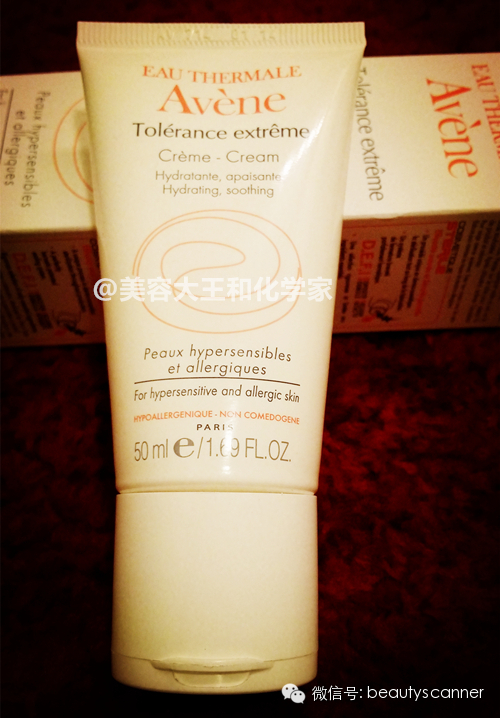 EAU THERMALE
Avène
Tolérance extrême
Crème - Cream
Hydratante, apaisante
Hydrating, soothing
@美容大王和化学家
Peaux hypersensibles
et allergiques
For hypersensitive and allergic skin
HYPOALLERGENIQUE - NON COMEDOGENE
PARIS
50 ml e/1.69 FL.OZ.
Peaux hypersensibles
et allergiques
Tolérance extrême
EAU THERM
Avène
DEFI
微信号: beautyscanner